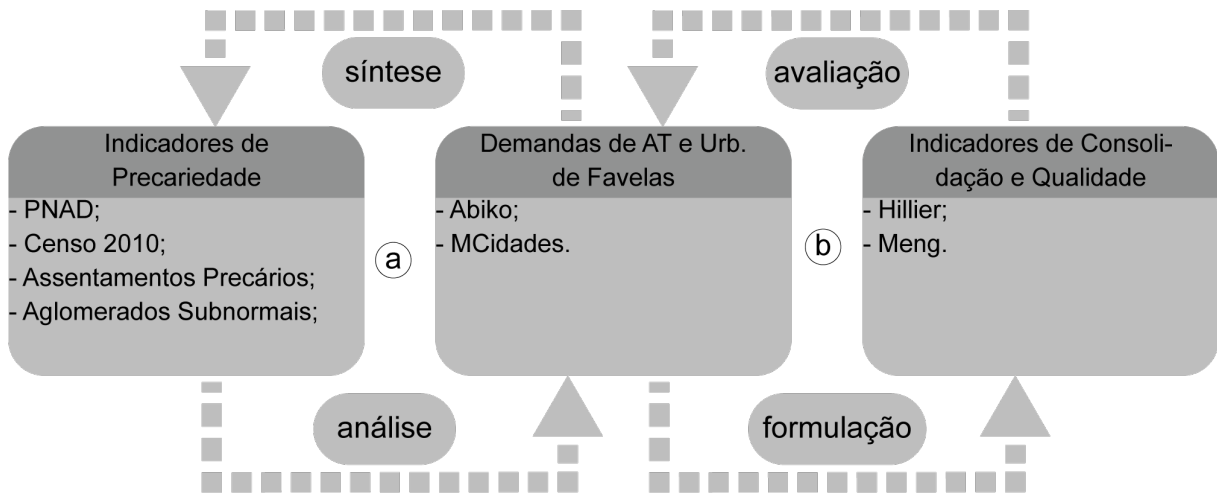 síntese
avaliação
Indicadores de
Precariedade
- PNAD;
- Censo 2010;
- Assentamentos Precários;
- Aglomerados Subnormais;
a
Demandas de AT e Urb.
de Favelas
- Abiko;
- MCidades.
b
Indicadores de Consoli-
dação e Qualidade
- Hillier;
- Meng.
análise
formulação